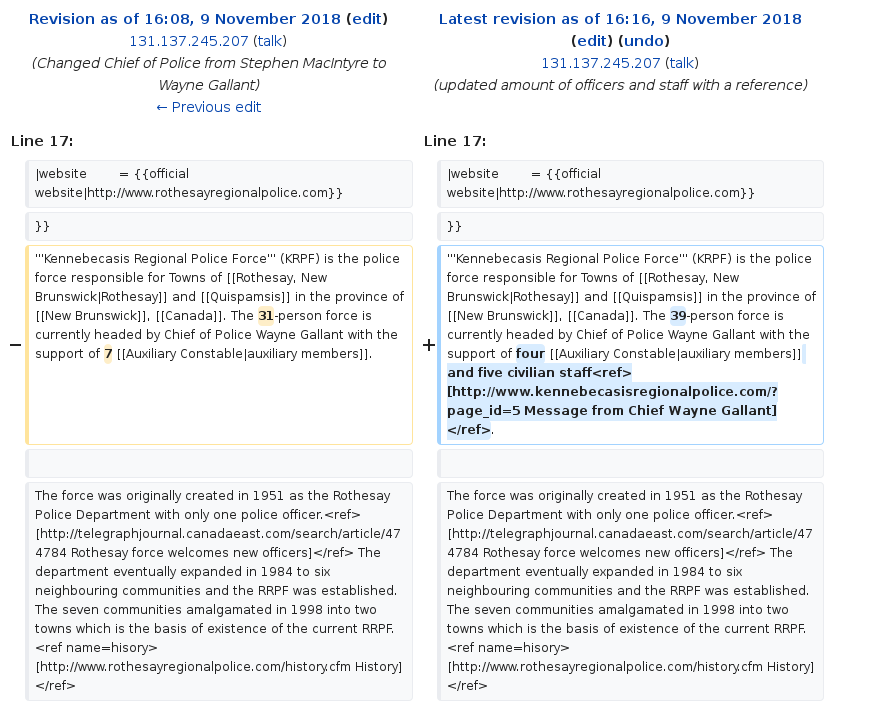 Revision as of 16:08, 9 November 2018 (edit)
131.137.245.207 (talk)
(Changed Chief of Police from Stephen MacIntyre to
Wayne Gallant)
← Previous edit
Latest revision as of 16:16, 9 November 2018
(edit) (undo)
131.137.245.207 (talk)
(updated amount of officers and staff with a reference)
Line 17:
|website        = {{official
website|http://www.rothesayregionalpolice.com}}
}}
−
'''Kennebecasis Regional Police Force''' (KRPF) is the police
force responsible for Towns of [[Rothesay, New
Brunswick|Rothesay]] and [[Quispamsis]] in the province of
[[New Brunswick]], [[Canada]]. The 31-person force is
currently headed by Chief of Police Wayne Gallant with the
support of 7 [[Auxiliary Constable|auxiliary members]].
The force was originally created in 1951 as the Rothesay
Police Department with only one police officer.<ref>
[http://telegraphjournal.canadaeast.com/search/article/47
4784 Rothesay force welcomes new officers]</ref> The
department eventually expanded in 1984 to six
neighbouring communities and the RRPF was established.
The seven communities amalgamated in 1998 into two
towns which is the basis of existence of the current RRPF.
<ref name=hisory>
[http://www.rothesayregionalpolice.com/history.cfm History]
</ref>
Line 17:
|website        = {{official
website|http://www.rothesayregionalpolice.com}}
}}
+
'''Kennebecasis Regional Police Force''' (KRPF) is the police
force responsible for Towns of [[Rothesay, New
Brunswick|Rothesay]] and [[Quispamsis]] in the province of
[[New Brunswick]], [[Canada]]. The 39-person force is
currently headed by Chief of Police Wayne Gallant with the
support of four [[Auxiliary Constable|auxiliary members]]
and five civilian staff<ref>
[http://www.kennebecasisregionalpolice.com/?
page_id=5 Message from Chief Wayne Gallant]
</ref>.
The force was originally created in 1951 as the Rothesay
Police Department with only one police officer.<ref>
[http://telegraphjournal.canadaeast.com/search/article/47
4784 Rothesay force welcomes new officers]</ref> The
department eventually expanded in 1984 to six
neighbouring communities and the RRPF was established.
The seven communities amalgamated in 1998 into two
towns which is the basis of existence of the current RRPF.
<ref name=hisory>
[http://www.rothesayregionalpolice.com/history.cfm History]
</ref>